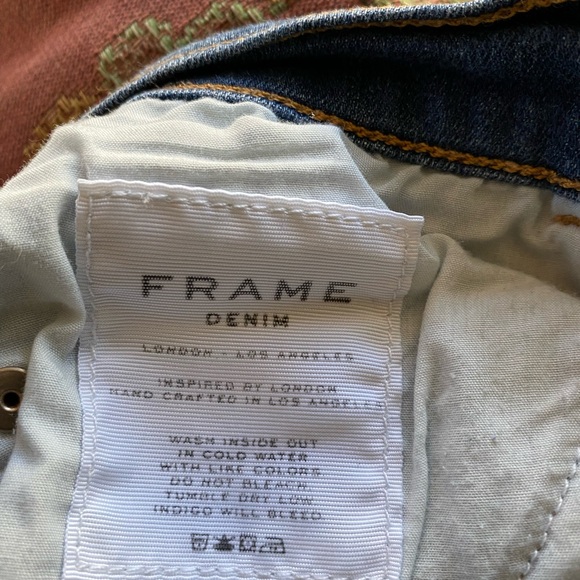 FRAME
DENIM
LONDON - LOS ANGELES
INSPIRED BY LONDON
HAND CRAFTED IN LOS ANGELES
WASH INSIDE OUT
IN COLD WATER
WITH LIKE COLORS
DO NOT BLEACH
TUMBLE DRY LOW
INDIGO WILL BLEED